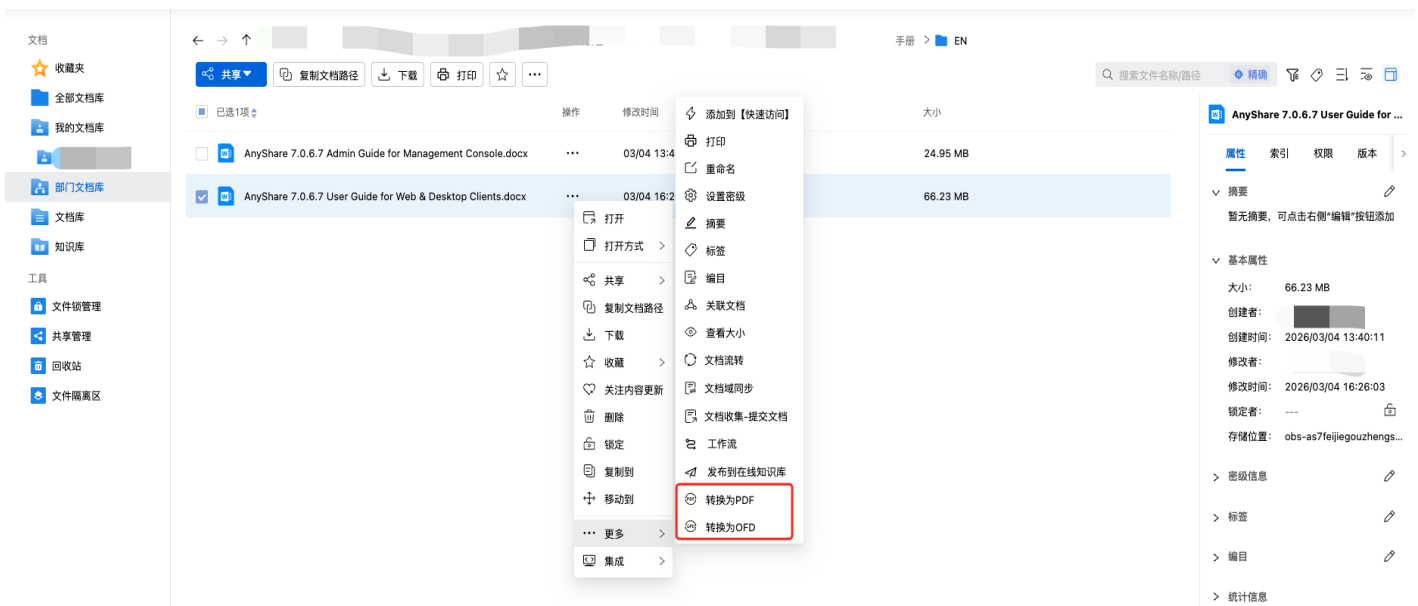 文档
收藏夹
全部文档库
我的文档库
部门文档库
文档库
知识库
工具
文件锁管理
共享管理
回收站
文件隔离区
手册 > EN
共享 复制文档路径 下载 打印
搜索文件名称/路径 精确
已选1项 操作 修改时间 大小
AnyShare 7.0.6.7 Admin Guide for Management Console.docx 03/04 13:4 24.95 MB
AnyShare 7.0.6.7 User Guide for Web & Desktop Clients.docx 03/04 16:2 66.23 MB
打开
打开方式
共享
复制文档路径
下载
收藏
关注内容更新
删除
锁定
复制到
移动到
更多
集成
添加到【快速访问】
打印
重命名
设置密级
摘要
标签
编目
关联文档
查看大小
文档流转
文档域同步
文档收集-提交文档
工作流
发布到在线知识库
转换为PDF
转换为OFD
AnyShare 7.0.6.7 User Guide for ...
属性 索引 权限 版本
摘要
暂无摘要，可点击右侧“编辑”按钮添加
基本属性
大小： 66.23 MB
创建者：
创建时间： 2026/03/04 13:40:11
修改者：
修改时间： 2026/03/04 16:26:03
锁定者： ---
存储位置： obs-as7feijiegouzhengs...
密级信息
标签
编目
统计信息